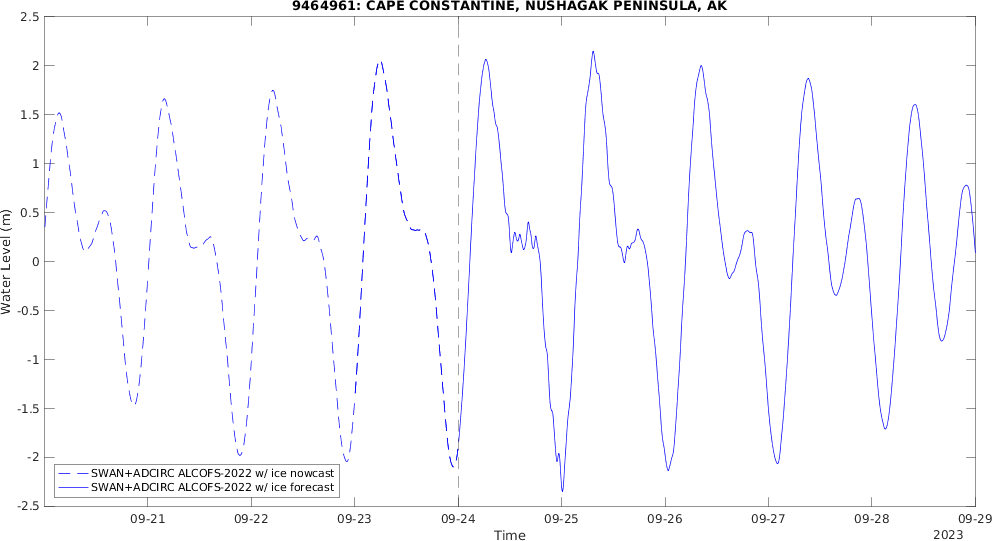 9464961: CAPE CONSTANTINE, NUSHAGAK PENINSULA, AK
2.5
2
1.5
1
0.5
0
-0.5
-1
-1.5
-2
-2.5
Water Level (m)
SWAN+ADCIRC ALCOFS-2022 w/ ice nowcast
SWAN+ADCIRC ALCOFS-2022 w/ ice forecast
09-21 09-22 09-23 09-24 09-25 09-26 09-27 09-28 09-29
Time
2023